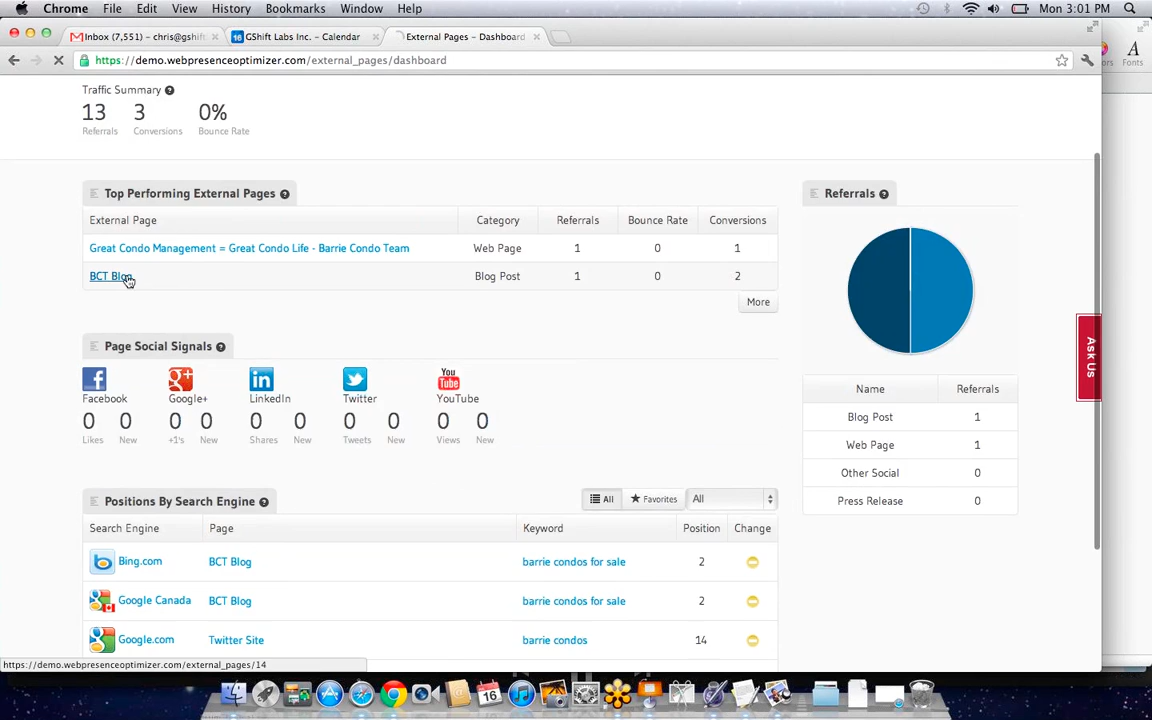 Chrome File Edit View History Bookmarks Window Help Mon 3:01 PM
Inbox (7,551) – chris@gshift GShift Labs Inc. – Calendar External Pages – Dashboard
https://demo.webpresenceoptimizer.com/external_pages/dashboard
A
Fonts
Traffic Summary ?
13 3 0%
Referrals Conversions Bounce Rate
Top Performing External Pages ?
External Page Category Referrals Bounce Rate Conversions
Great Condo Management = Great Condo Life - Barrie Condo Team Web Page 1 0 1
BCT Blog Blog Post 1 0 2
More
Referrals ?
Name Referrals
Blog Post 1
Web Page 1
Other Social 0
Press Release 0
Ask Us
Page Social Signals ?
You Tube
Facebook Google+ LinkedIn Twitter YouTube
0 0 0 0 0 0 0 0 0 0
Likes New +1's New Shares New Tweets New Views New
Positions By Search Engine ? All Favorites All
Search Engine Page Keyword Position Change
Bing.com BCT Blog barrie condos for sale 2
Google Canada BCT Blog barrie condos for sale 2
Google.com Twitter Site barrie condos 14
https://demo.webpresenceoptimizer.com/external_pages/14
16